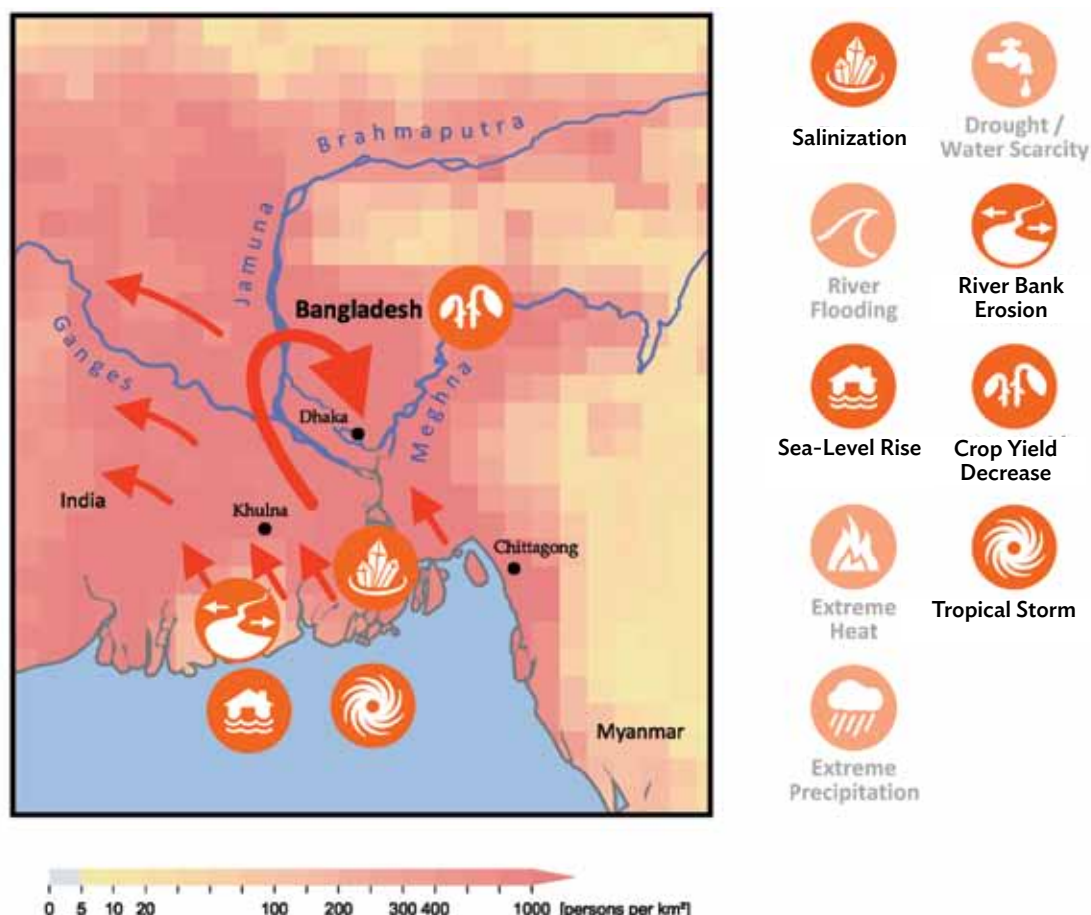 Brahmaputra
Jamuna
Bangladesh
Ganges
Meghna
Dhaka
India
Khulna
Chittagong
Myanmar
Salinization
Drought /
Water Scarcity
River
Flooding
River Bank
Erosion
Sea-Level Rise
Crop Yield
Decrease
Extreme
Heat
Tropical Storm
Extreme
Precipitation
0 5 10 20 100 200 300 400 1000 [persons per km²]